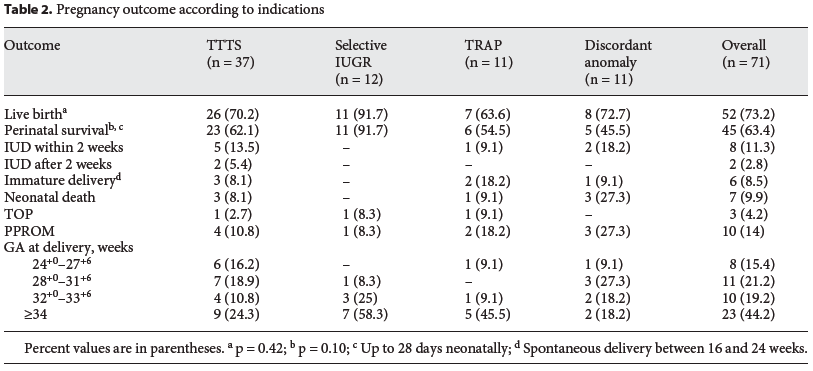 Table 2. Pregnancy outcome according to indications
Outcome TTTS (n = 37) Selective IUGR (n = 12) TRAP (n = 11) Discordant anomaly (n = 11) Overall (n = 71)
Live birthᵃ 26 (70.2) 11 (91.7) 7 (63.6) 8 (72.7) 52 (73.2)
Perinatal survivalᵇ, ᶜ 23 (62.1) 11 (91.7) 6 (54.5) 5 (45.5) 45 (63.4)
IUD within 2 weeks 5 (13.5) – 1 (9.1) 2 (18.2) 8 (11.3)
IUD after 2 weeks 2 (5.4) – – – 2 (2.8)
Immature deliveryᵈ 3 (8.1) – 2 (18.2) 1 (9.1) 6 (8.5)
Neonatal death 3 (8.1) – 1 (9.1) 3 (27.3) 7 (9.9)
TOP 1 (2.7) 1 (8.3) 1 (9.1) – 3 (4.2)
PPROM 4 (10.8) 1 (8.3) 2 (18.2) 3 (27.3) 10 (14)
GA at delivery, weeks
24⁺⁰–27⁺⁶ 6 (16.2) – 1 (9.1) 1 (9.1) 8 (15.4)
28⁺⁰–31⁺⁶ 7 (18.9) 1 (8.3) – 3 (27.3) 11 (21.2)
32⁺⁰–33⁺⁶ 4 (10.8) 3 (25) 1 (9.1) 2 (18.2) 10 (19.2)
≥34 9 (24.3) 7 (58.3) 5 (45.5) 2 (18.2) 23 (44.2)
Percent values are in parentheses. ᵃ p = 0.42; ᵇ p = 0.10; ᶜ Up to 28 days neonatally; ᵈ Spontaneous delivery between 16 and 24 weeks.